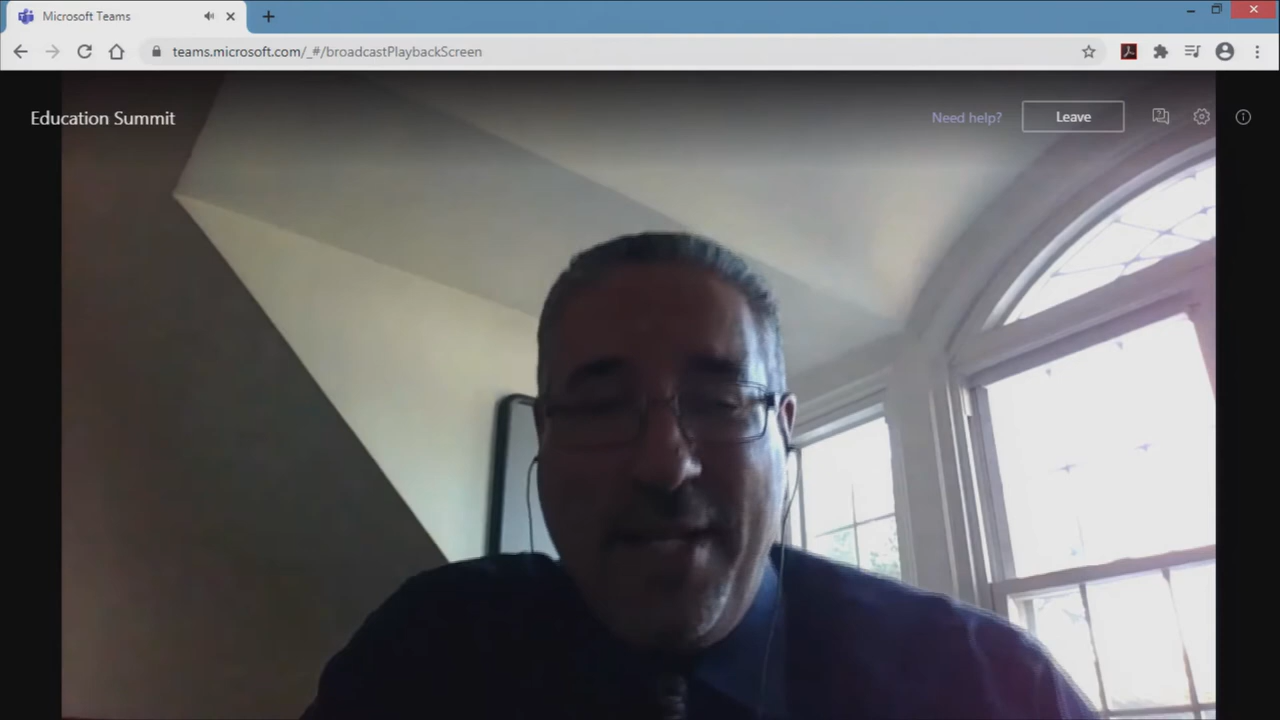 Microsoft Teams
teams.microsoft.com/_#/broadcastPlaybackScreen
Education Summit
Need help?
Leave